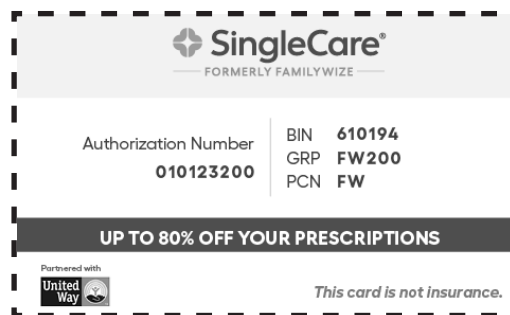 SingleCare®
FORMERLY FAMILYWIZE
Authorization Number
010123200
BIN 610194
GRP FW200
PCN FW
UP TO 80% OFF YOUR PRESCRIPTIONS
Partnered with
United
Way
This card is not insurance.